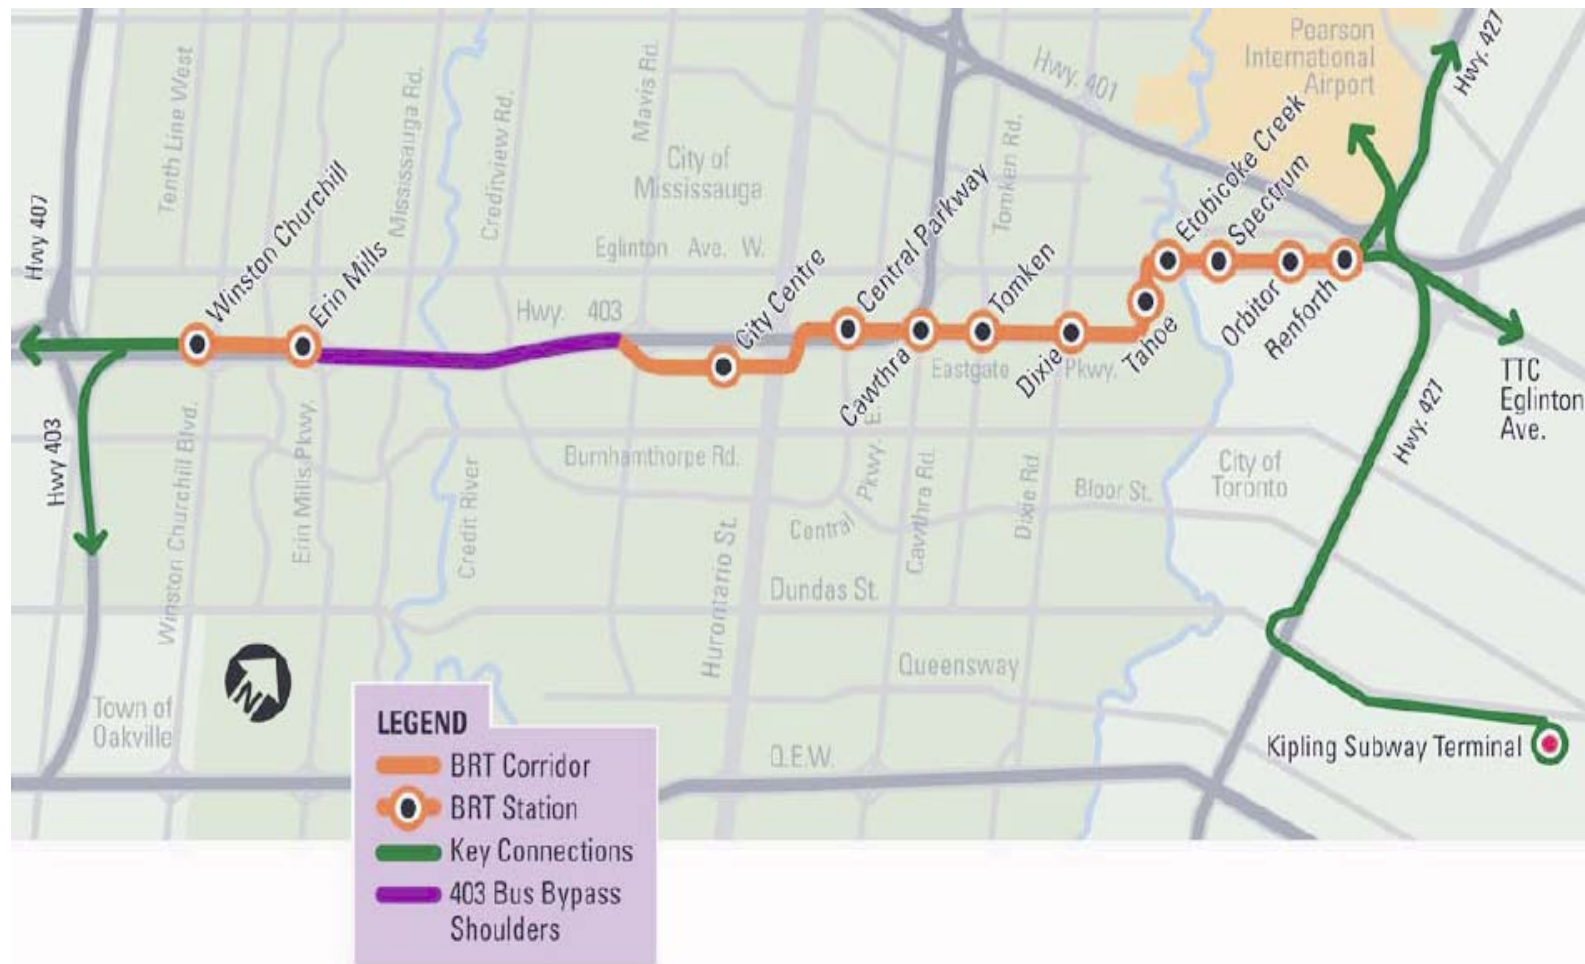 Pearson
International
Airport
Hwy. 427
Hwy. 401
Tenth Line West
Mississauga Rd.
Creditview Rd.
Mavis Rd.
City of
Mississauga
Tomken Rd.
Eglinton Ave. W.
Hwy 407
Winston Churchill
Erin Mills
Hwy. 403
City Centre
Central Parkway
Cawthra
Tomken
Dixie
Tahoe
Etobicoke Creek
Spectrum
Orbitor
Renforth
Eastgate Pkwy.
TTC
Eglinton
Ave.
Hwy. 427
Hwy 403
Winston Churchill Blvd.
Erin Mills Pkwy.
Credit River
Burnhamthorpe Rd.
Central Pkwy. E.
Cawthra Rd.
Dixie Rd
Bloor St.
City of
Toronto
Hurontario St.
Dundas St.
Queensway
Q.E.W.
Town of
Oakville
N
Kipling Subway Terminal
LEGEND
BRT Corridor
BRT Station
Key Connections
403 Bus Bypass
Shoulders